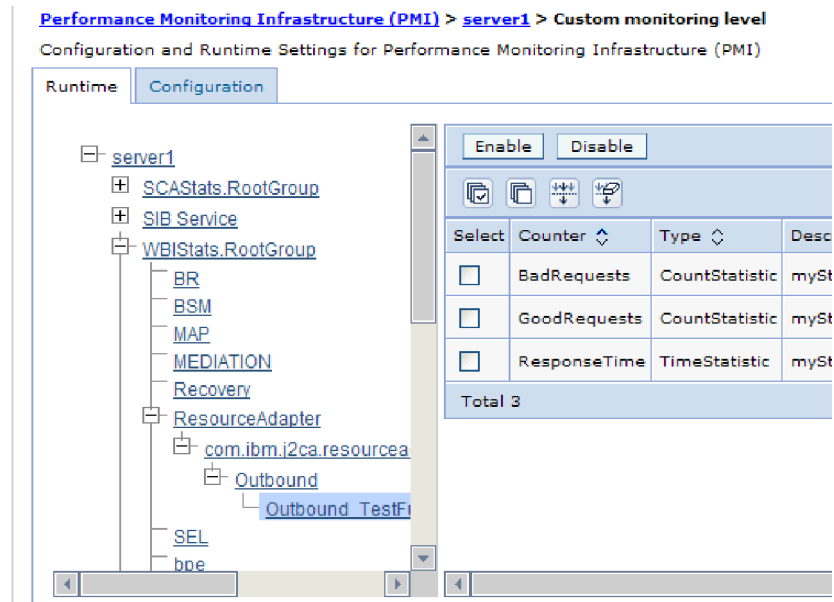 Performance Monitoring Infrastructure (PMI) > server1 > Custom monitoring level
Configuration and Runtime Settings for Performance Monitoring Infrastructure (PMI)
Runtime
Configuration
server1
SCAStats.RootGroup
SIB Service
WBIStats.RootGroup
BR
BSM
MAP
MEDIATION
Recovery
ResourceAdapter
com.ibm.j2ca.resourcea
Outbound
Outbound_TestFu
SEL
bpe
Enable Disable
Select Counter Type Desc
BadRequests CountStatistic mySt
GoodRequests CountStatistic mySt
ResponseTime TimeStatistic mySt
Total 3